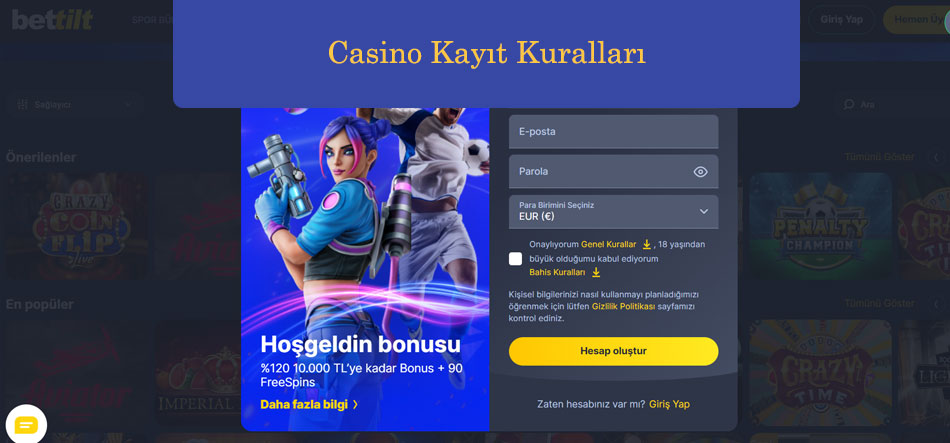 bettilt
SPOR BÜ
Giriş Yap
Hemen Üy
Casino Kayıt Kuralları
Sağlayıcı
Ara
E-posta
Önerilenler
Tümünü Göster
Parola
Para Birimini Seçiniz
EUR (€)
CRAZY
COIN
FLIP
live
PENALTY
CHAMPION
Onaylıyorum Genel Kurallar , 18 yaşından
büyük olduğumu kabul ediyorum
Bahis Kuralları
Kişisel bilgilerinizi nasıl kullanmayı planladığımızı
öğrenmek için lütfen Gizlilik Politikası sayfamızı
kontrol ediniz.
En popüler
Tümünü Göster
Hoşgeldin bonusu
%120 10.000 TL'ye kadar Bonus + 90
FreeSpins
Daha fazla bilgi
Hesap oluştur
CRAZY
TIME
IMPERIAL
Zaten hesabınız var mı? Giriş Yap